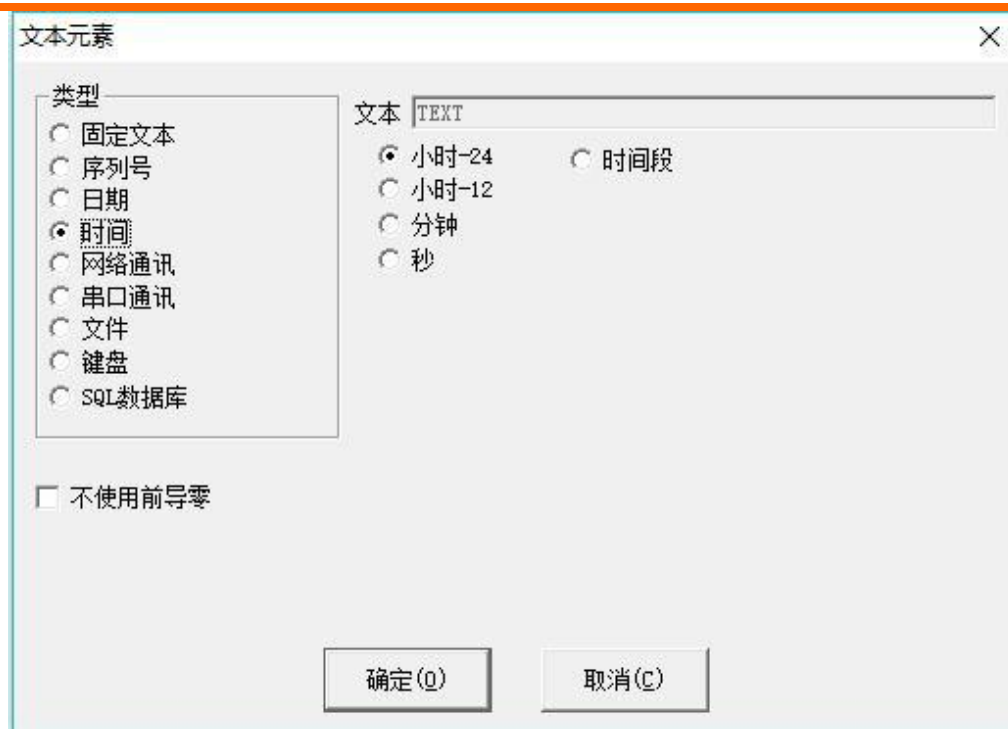 文本元素
类型
固定文本
序列号
日期
时间
网络通讯
串口通讯
文件
键盘
SQL数据库
文本 TEXT
小时-24 时间段
小时-12
分钟
秒
不使用前导零
确定(O) 取消(C)